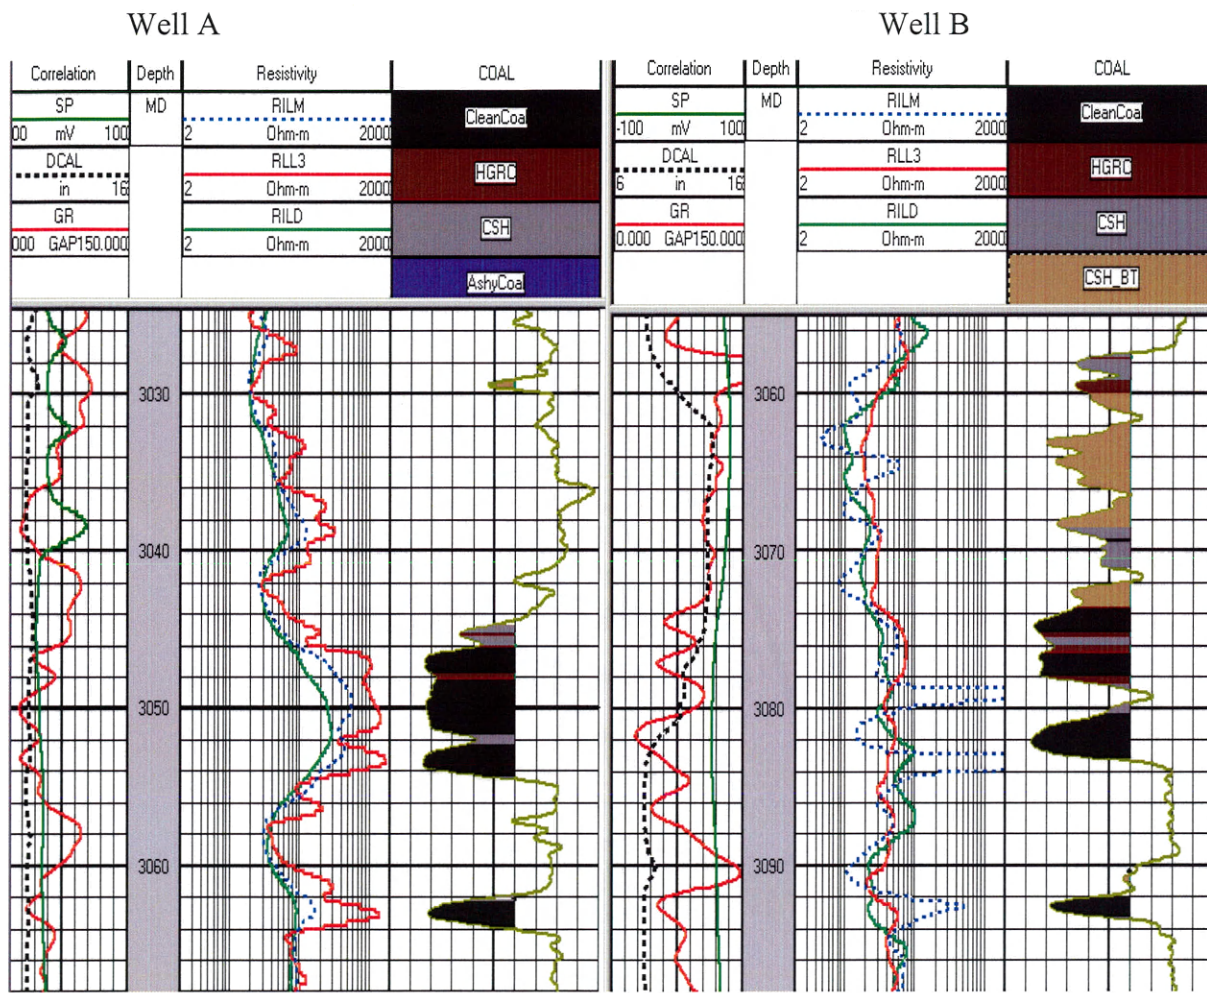 Well A
Well B
Correlation Depth Resistivity COAL
SP MD RILM CleanCoal
00 mV 100 2 Ohm-m 2000
DCAL RLL3 HGRC
in 16 2 Ohm-m 2000
GR RILD CSH
000 GAP150.000 2 Ohm-m 2000
AshyCoal
3030
3040
3050
3060
Correlation Depth Resistivity COAL
SP MD RILM CleanCoal
-100 mV 100 2 Ohm-m 2000
DCAL RLL3 HGRC
6 in 16 2 Ohm-m 2000
GR RILD CSH
0.000 GAP150.000 2 Ohm-m 2000
CSH_BT
3060
3070
3080
3090